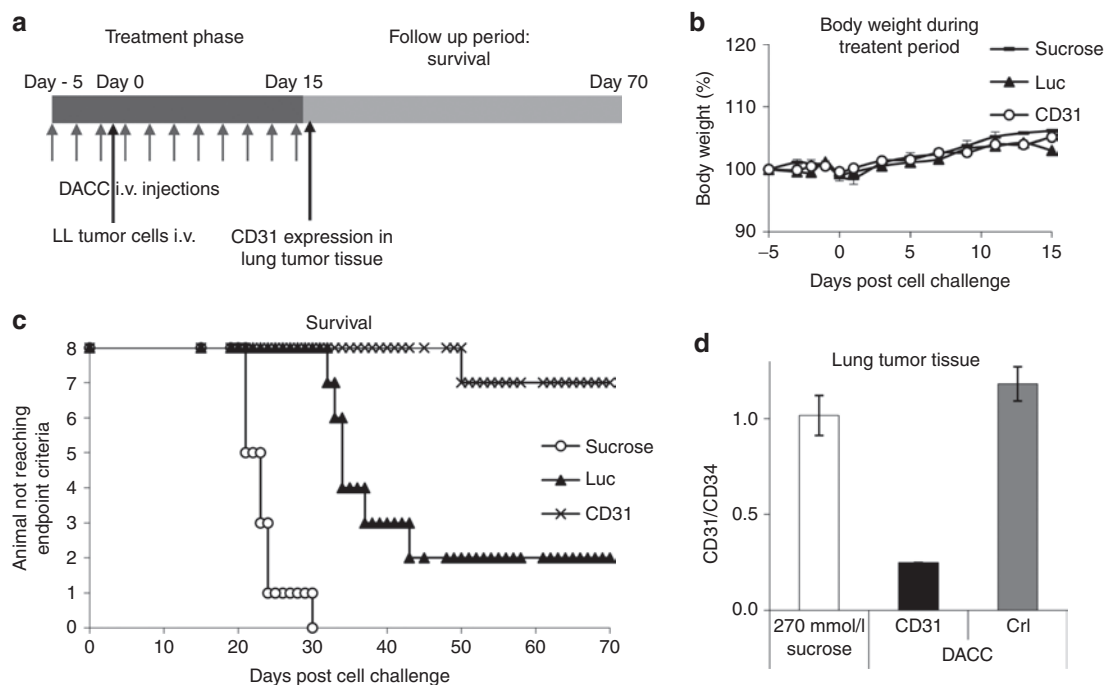 a
Treatment phase
Follow up period:
survival
Day - 5 Day 0 Day 15 Day 70
DACC i.v. injections
LL tumor cells i.v.
CD31 expression in
lung tumor tissue
b
Body weight during
treatent period
120
110
100
90
Body weight (%)
–5 0 5 10 15
Days post cell challenge
Sucrose
Luc
CD31
c
Survival
8
7
6
5
4
3
2
1
0
Animal not reaching
endpoint criteria
0 10 20 30 40 50 60 70
Days post cell challenge
Sucrose
Luc
CD31
d
Lung tumor tissue
1.0
0.5
0.0
CD31/CD34
270 mmol/l
sucrose
CD31 Crl
DACC